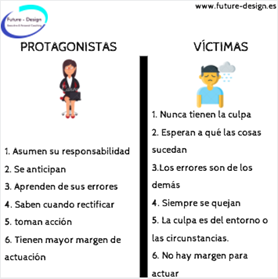 www.future-design.es
Future - Design
PROTAGONISTAS
VÍCTIMAS
1. Asumen su responsabilidad
2. Se anticipan
3. Aprenden de sus errores
4. Saben cuando rectificar
5. toman acción
6. Tienen mayor margen de
actuación
1. Nunca tienen la culpa
2. Esperan a qué las cosas
sucedan
3.Los errores son de los
demás
4. Siempre se quejan
5. La culpa es del entorno o
las circunstancias.
6. No hay margen para
actuar